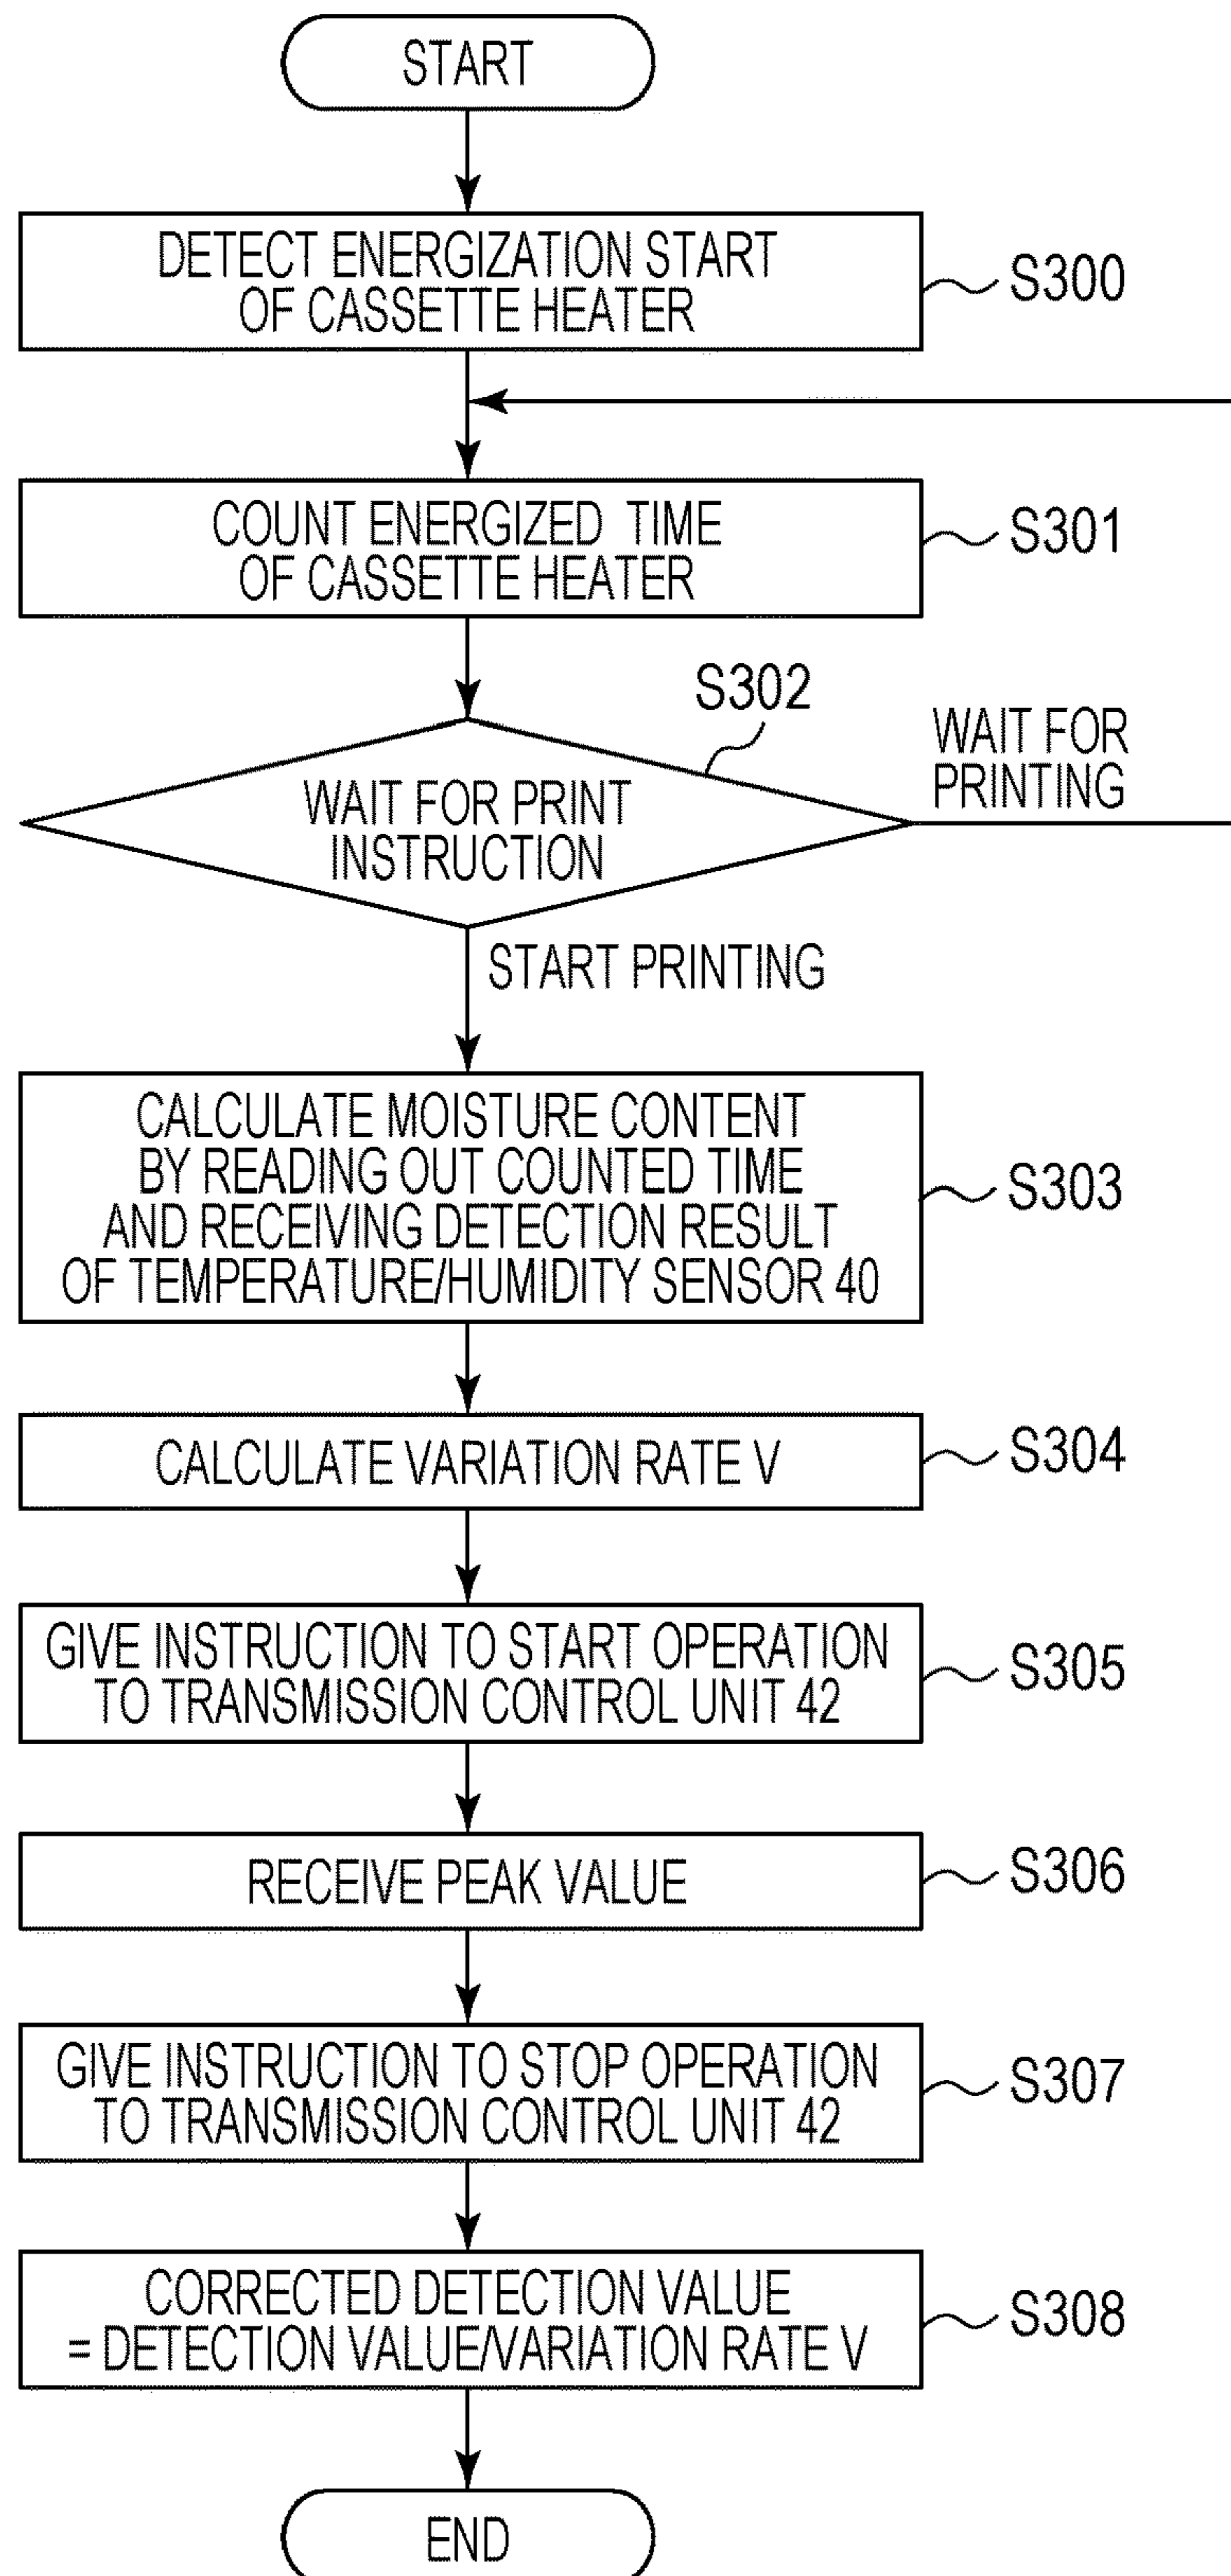 START
DETECT ENERGIZATION START
OF CASSETTE HEATER
S300
COUNT ENERGIZED TIME
OF CASSETTE HEATER
S301
S302
WAIT FOR PRINT
INSTRUCTION
WAIT FOR
PRINTING
START PRINTING
CALCULATE MOISTURE CONTENT
BY READING OUT COUNTED TIME
AND RECEIVING DETECTION RESULT
OF TEMPERATURE/HUMIDITY SENSOR 40
S303
CALCULATE VARIATION RATE V
S304
GIVE INSTRUCTION TO START OPERATION
TO TRANSMISSION CONTROL UNIT 42
S305
RECEIVE PEAK VALUE
S306
GIVE INSTRUCTION TO STOP OPERATION
TO TRANSMISSION CONTROL UNIT 42
S307
CORRECTED DETECTION VALUE
= DETECTION VALUE/VARIATION RATE V
S308
END